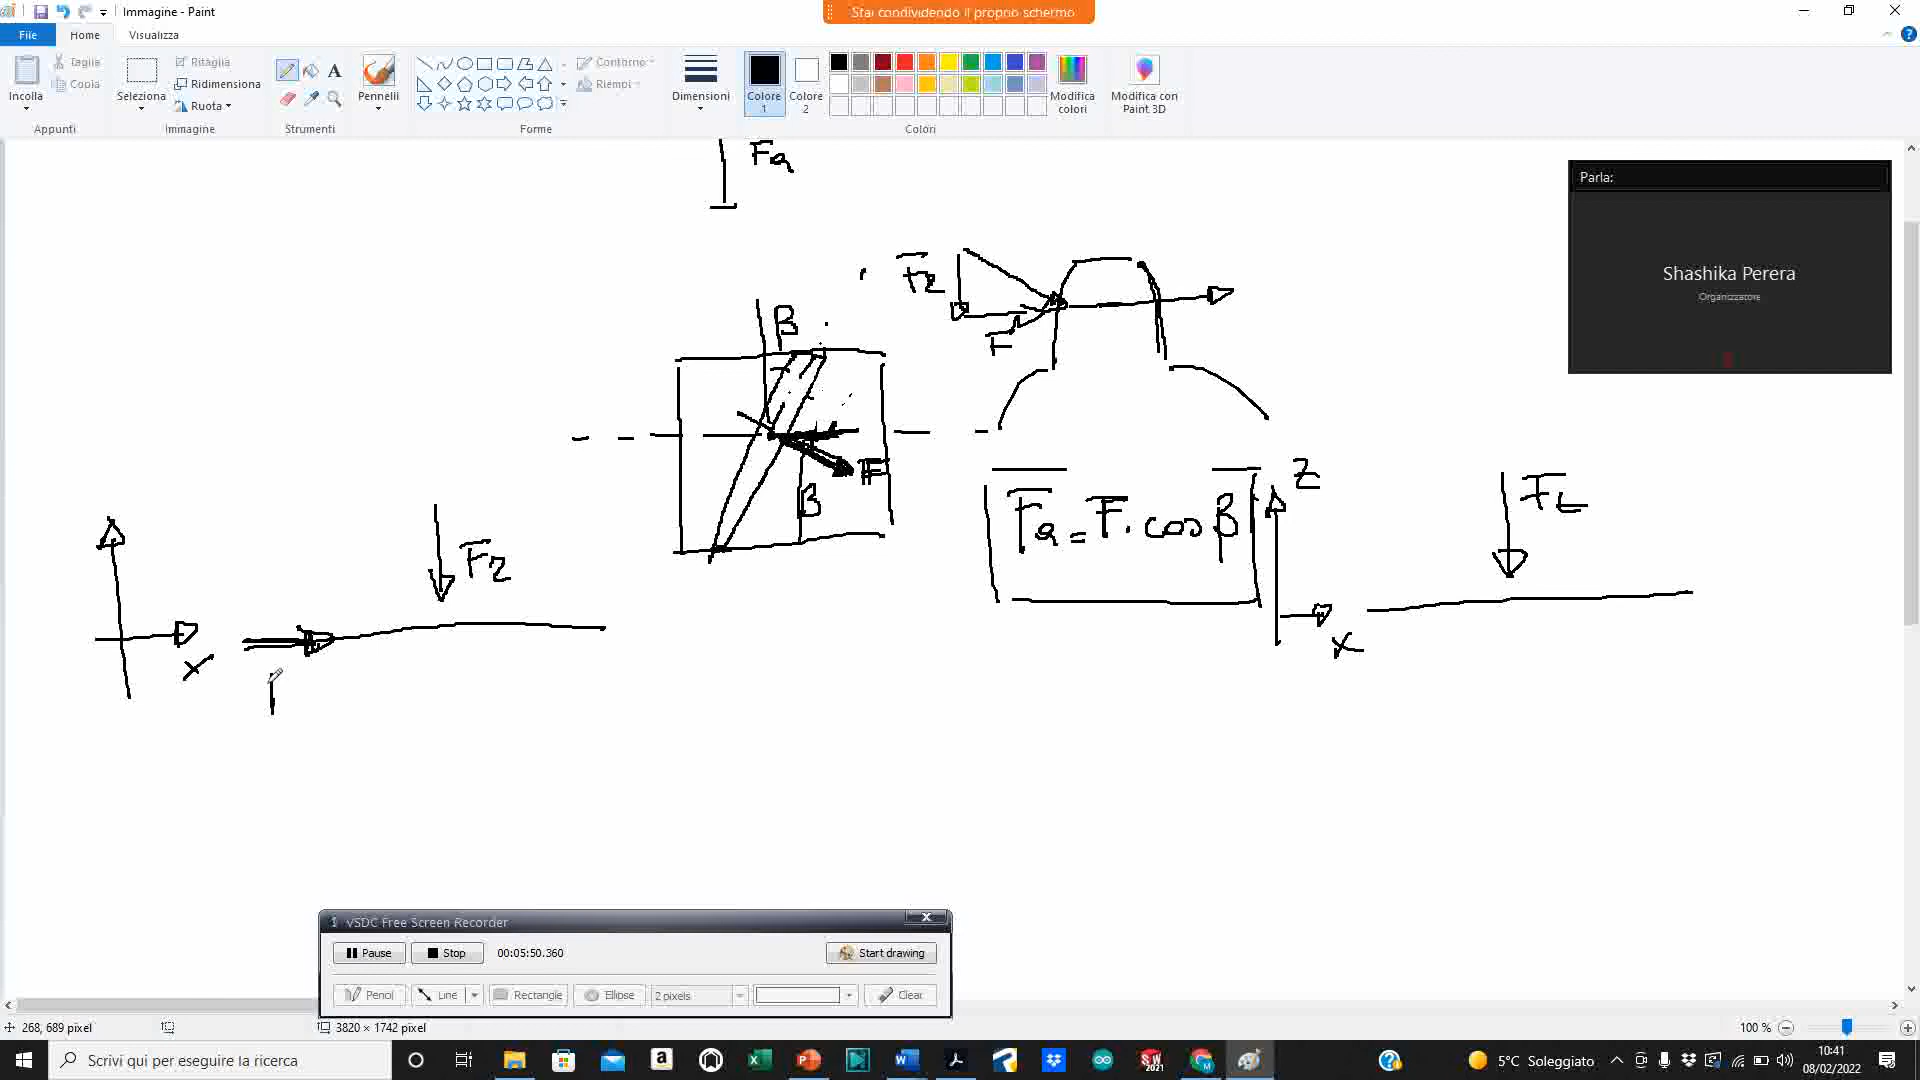 Immagine - Paint
Stai condividendo il proprio schermo
File Home Visualizza
Incolla
Taglia
Copia
Appunti
Seleziona
Ritaglia
Ridimensiona
Ruota
Immagine
A
Strumenti
Pennelli
Forme
Contorno
Riempi
Dimensioni
Colore 1
Colore 2
Colori
Modifica colori
Modifica con Paint 3D
Parla:
Shashika Perera
Organizzatore
Fa
Fz
F
B
F
B
Fa = F. cos β
z
x
Ft
Fz
x
vSDC Free Screen Recorder
Pause Stop 00:05:50.360 Start drawing
Pencil Line Rectangle Ellipse 2 pixels Clear
268, 689 pixel
3820 × 1742 pixel
100 %
Scrivi qui per eseguire la ricerca
5°C Soleggiato
10:41
08/02/2022